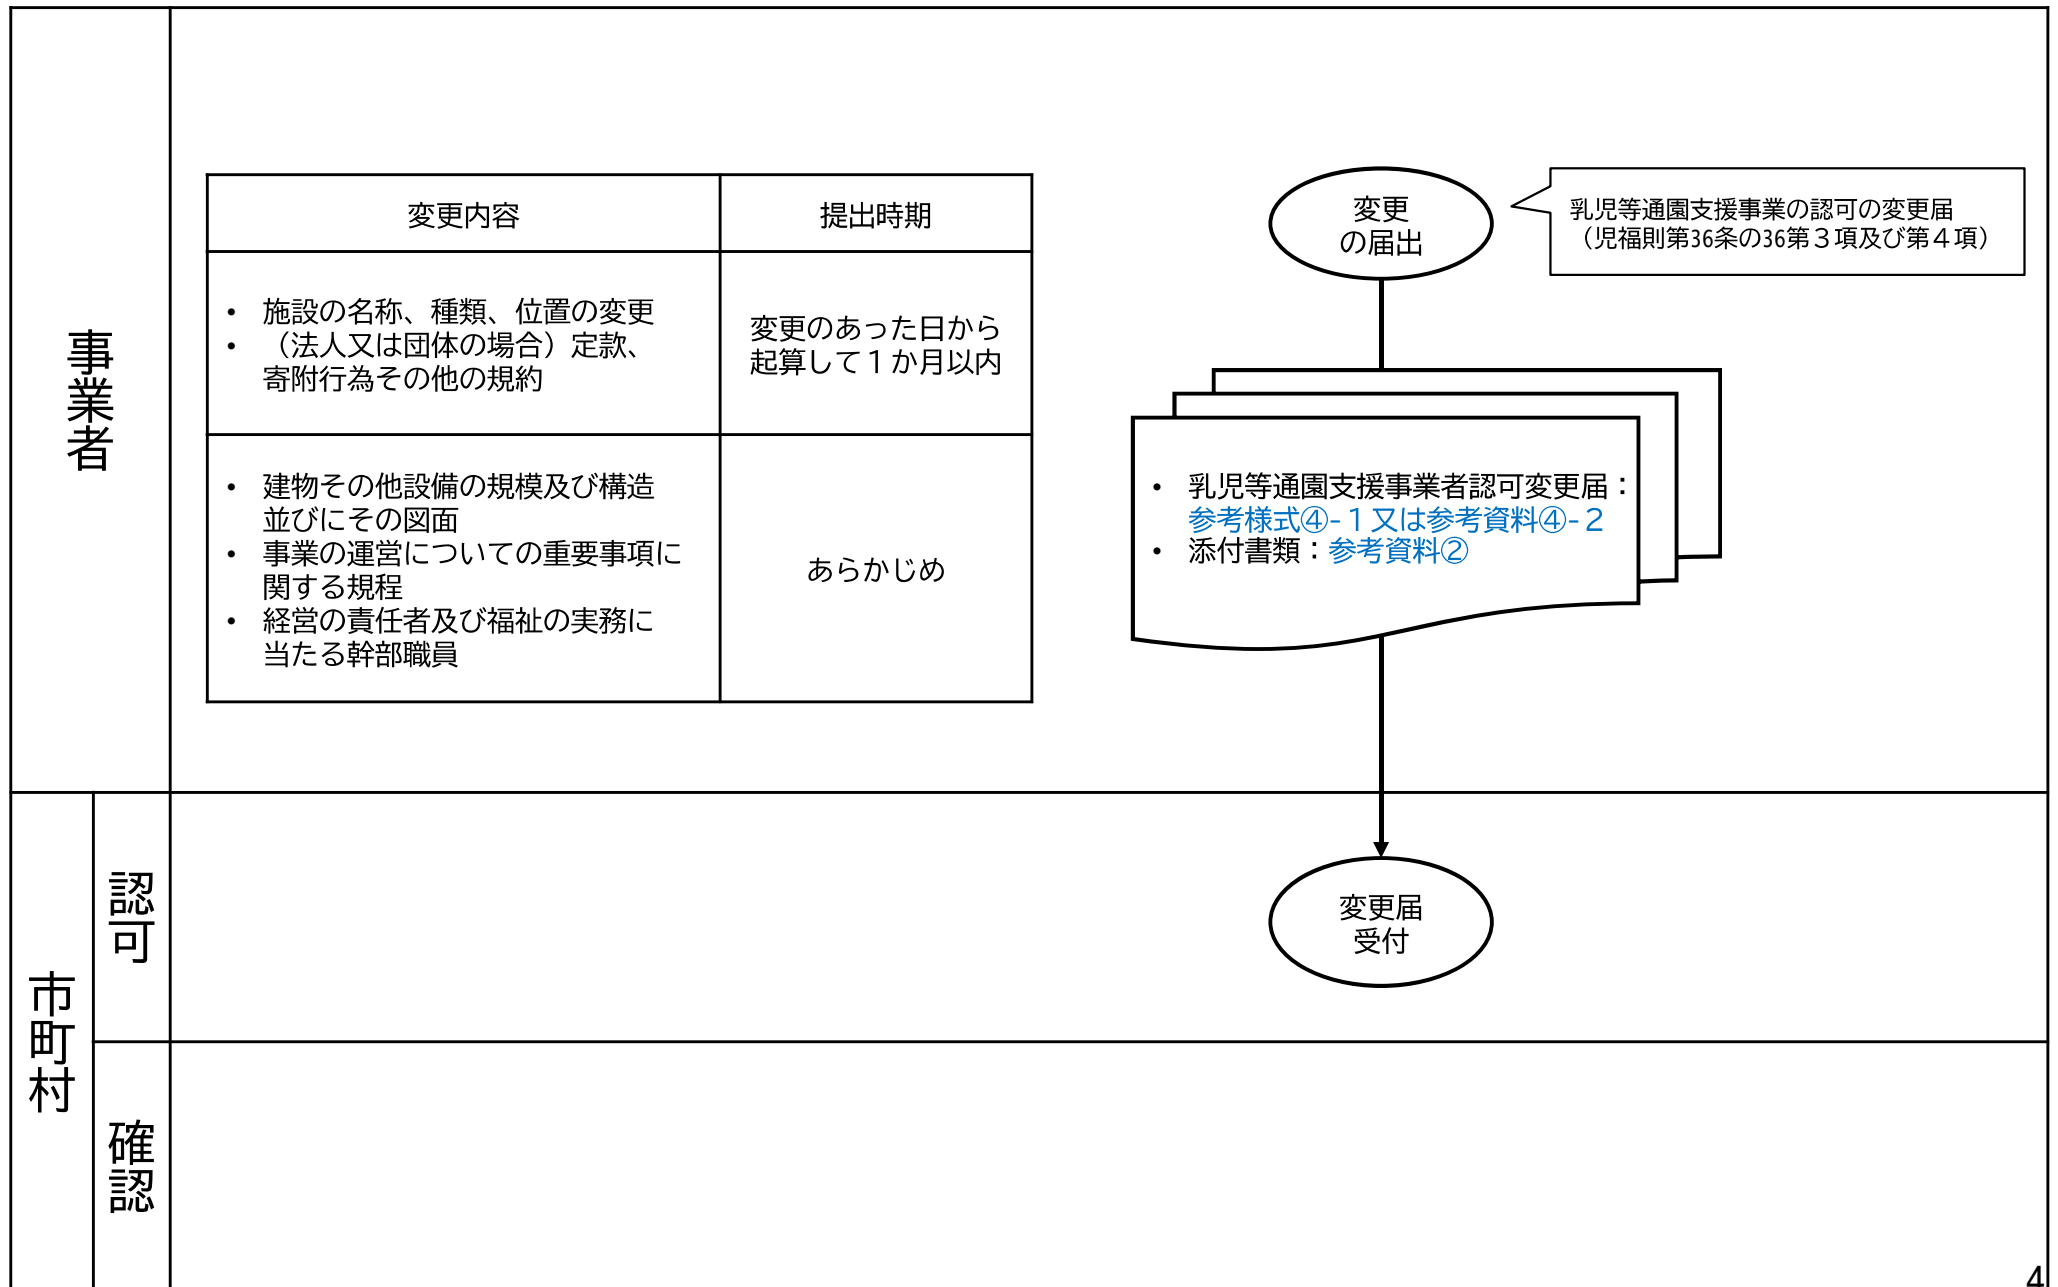 事業者
変更内容
提出時期
• 施設の名称、種類、位置の変更
• （法人又は団体の場合）定款、
寄附行為その他の規約
変更のあった日から
起算して１か月以内
• 建物その他設備の規模及び構造
並びにその図面
• 事業の運営についての重要事項に
関する規程
• 経営の責任者及び福祉の実務に
当たる幹部職員
あらかじめ
変更
の届出
乳児等通園支援事業の認可の変更届
（児福則第36条の36第３項及び第４項）
• 乳児等通園支援事業者認可変更届：
参考様式④-１又は参考資料④-２
• 添付書類：参考資料②
市町村
認可
変更届
受付
確認
4